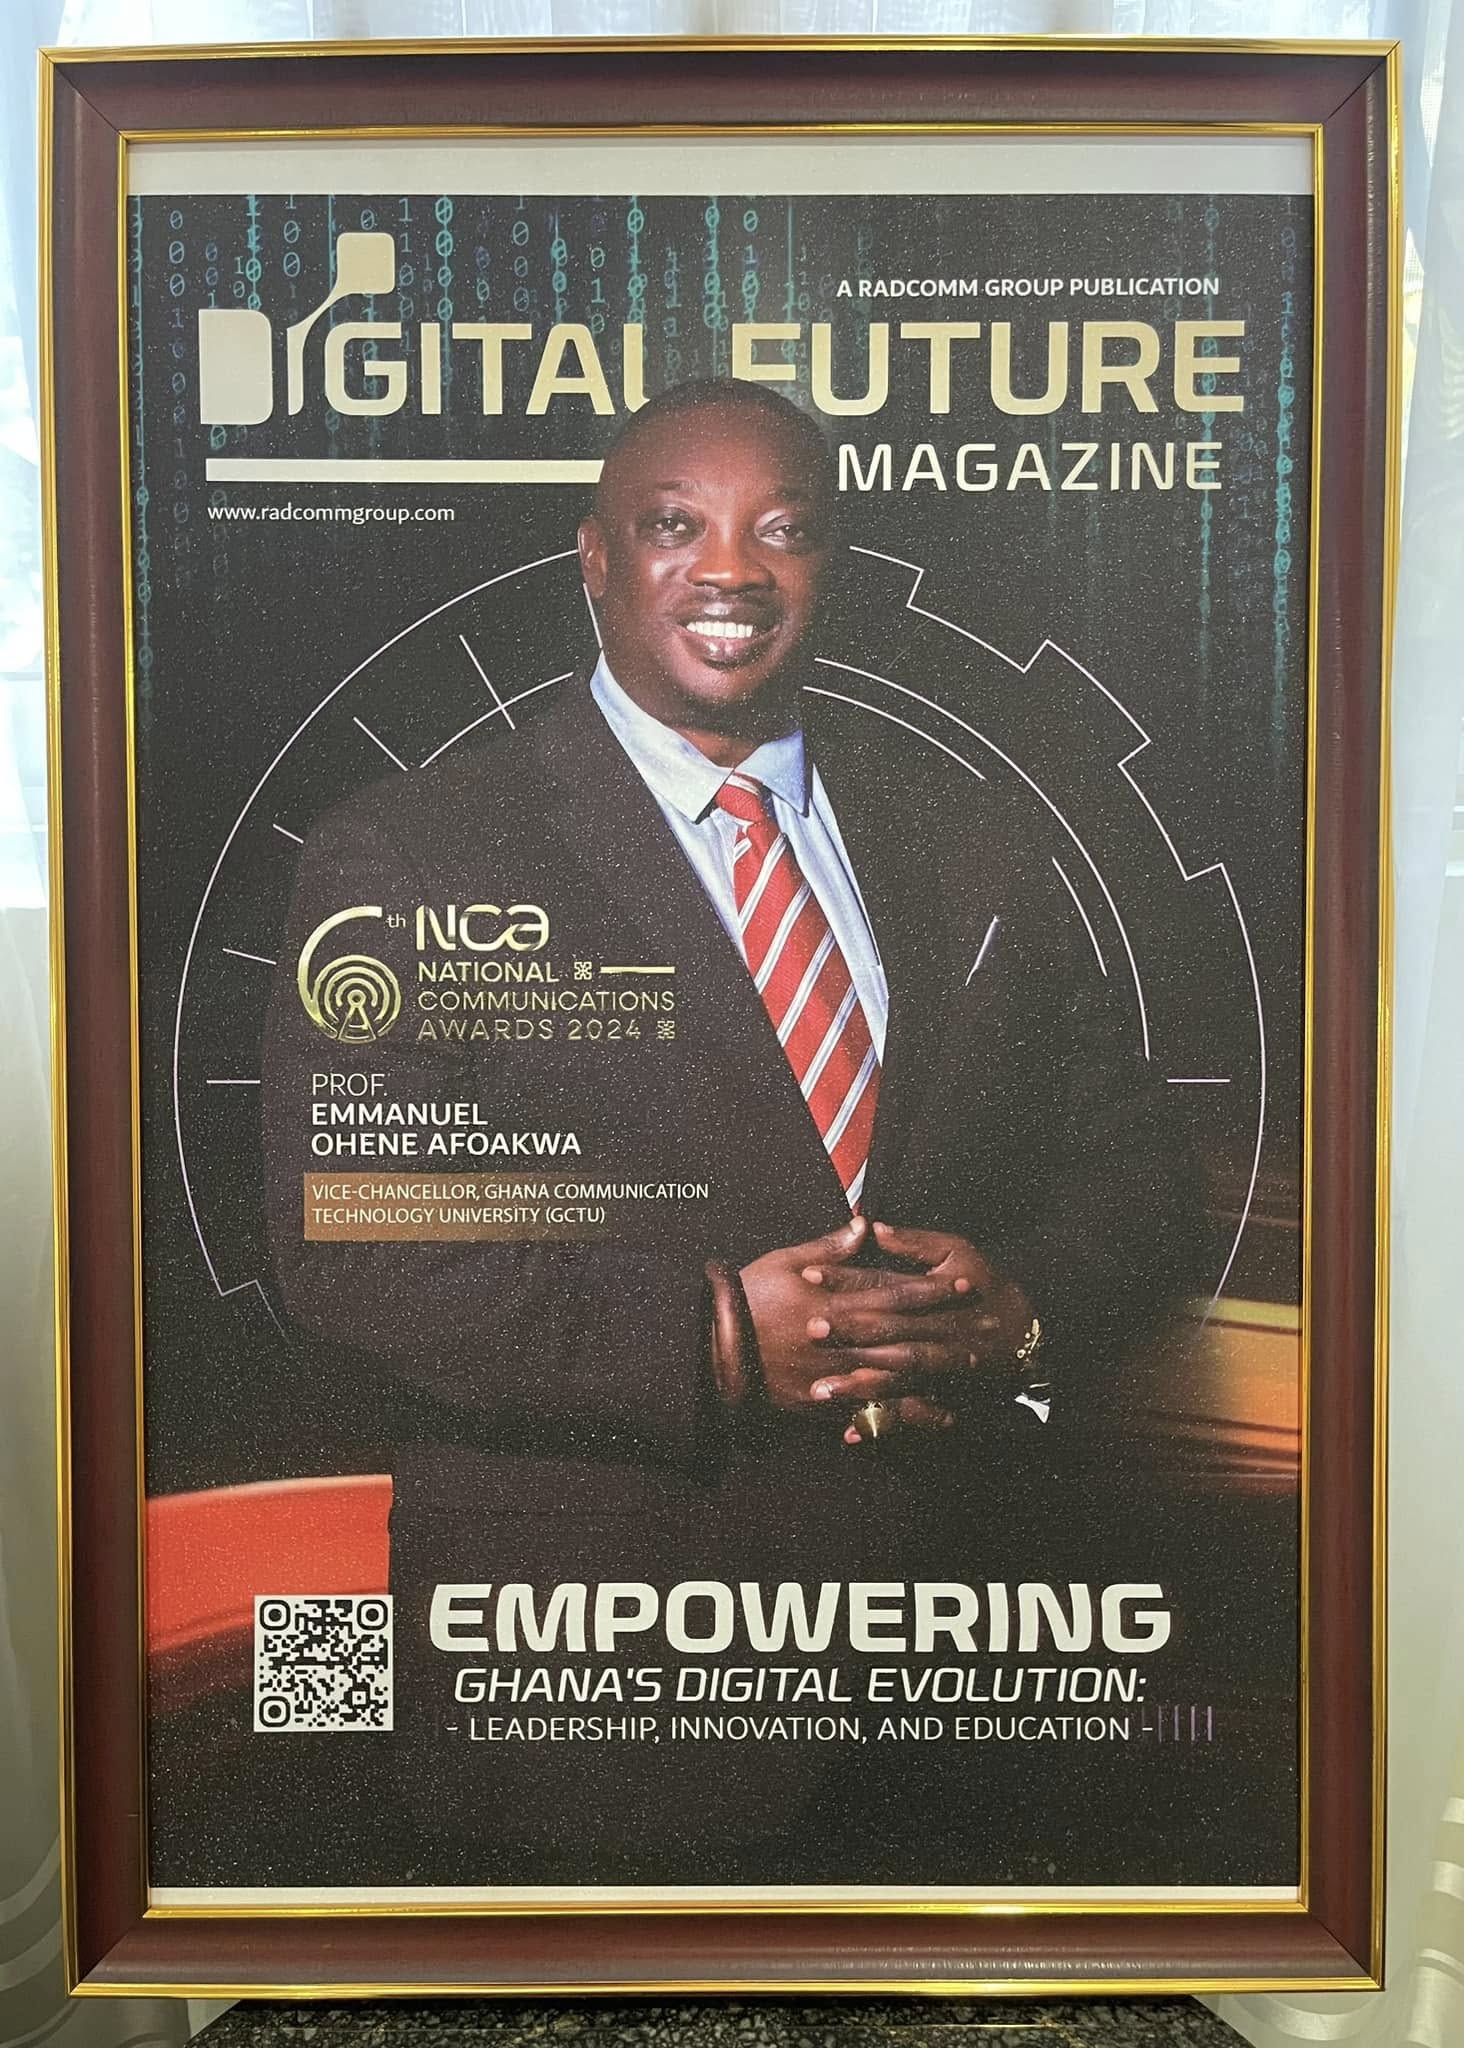 A RADCOMM GROUP PUBLICATION
DIGITAL FUTURE
MAGAZINE
www.radcommgroup.com
6th NCA
NATIONAL
COMMUNICATIONS
AWARDS 2024
PROF.
EMMANUEL
OHENE AFOAKWA
VICE-CHANCELLOR, GHANA COMMUNICATION
TECHNOLOGY UNIVERSITY (GCTU)
EMPOWERING
GHANA'S DIGITAL EVOLUTION:
- LEADERSHIP, INNOVATION, AND EDUCATION -